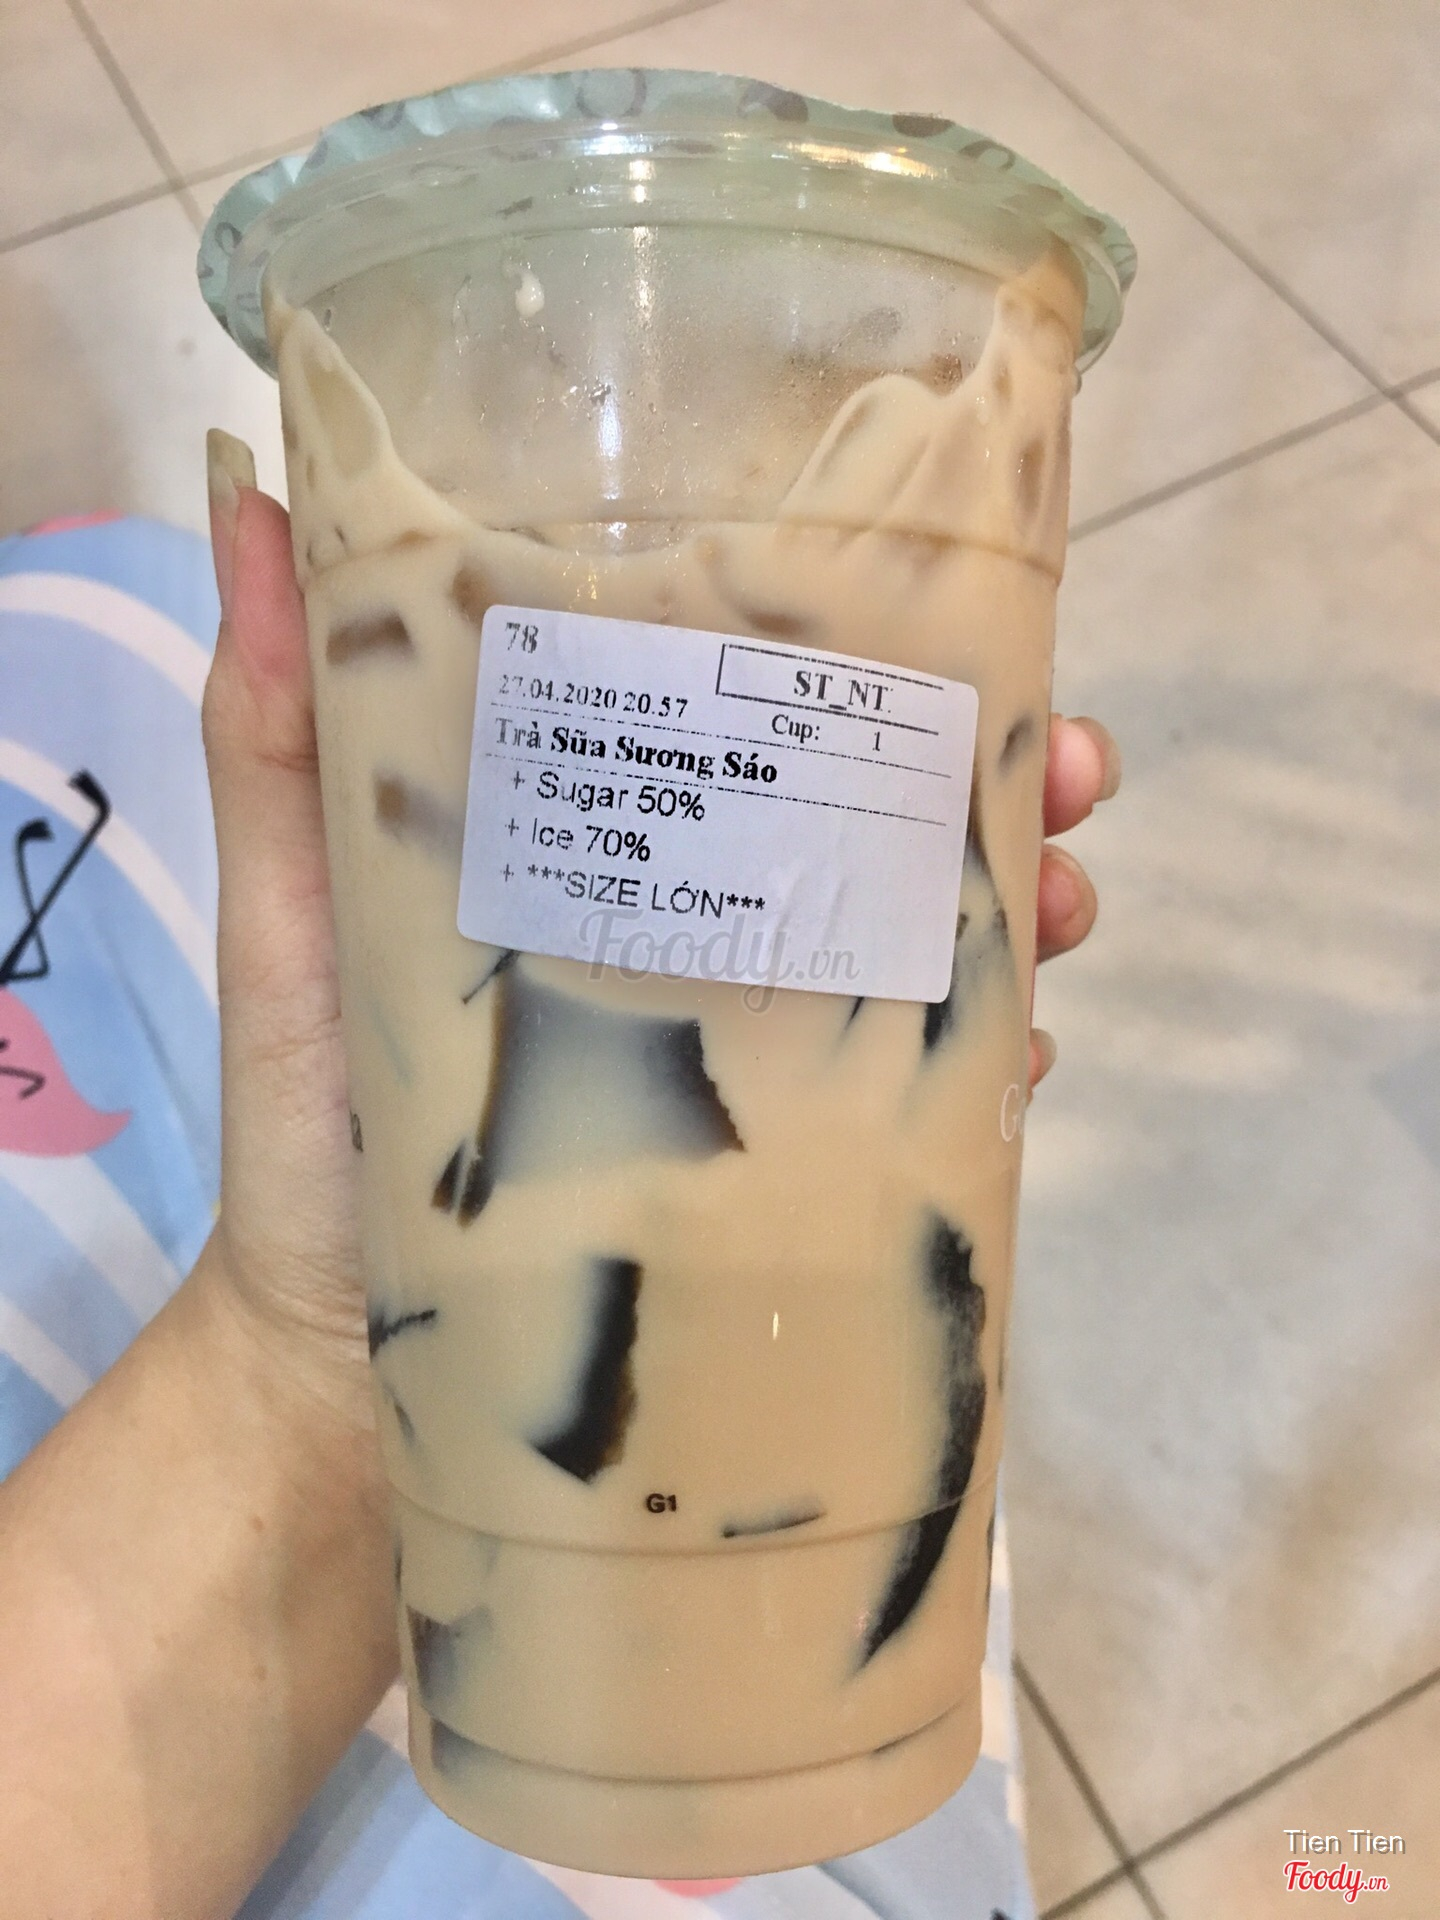 78
ST_NT
27.04.2020 20.57
Cup: 1
Trà Sữa Sương Sáo
+ Sugar 50%
+ Ice 70%
+ ***SIZE LỚN***
Foody.vn
G1
Tien Tien
Foody.vn